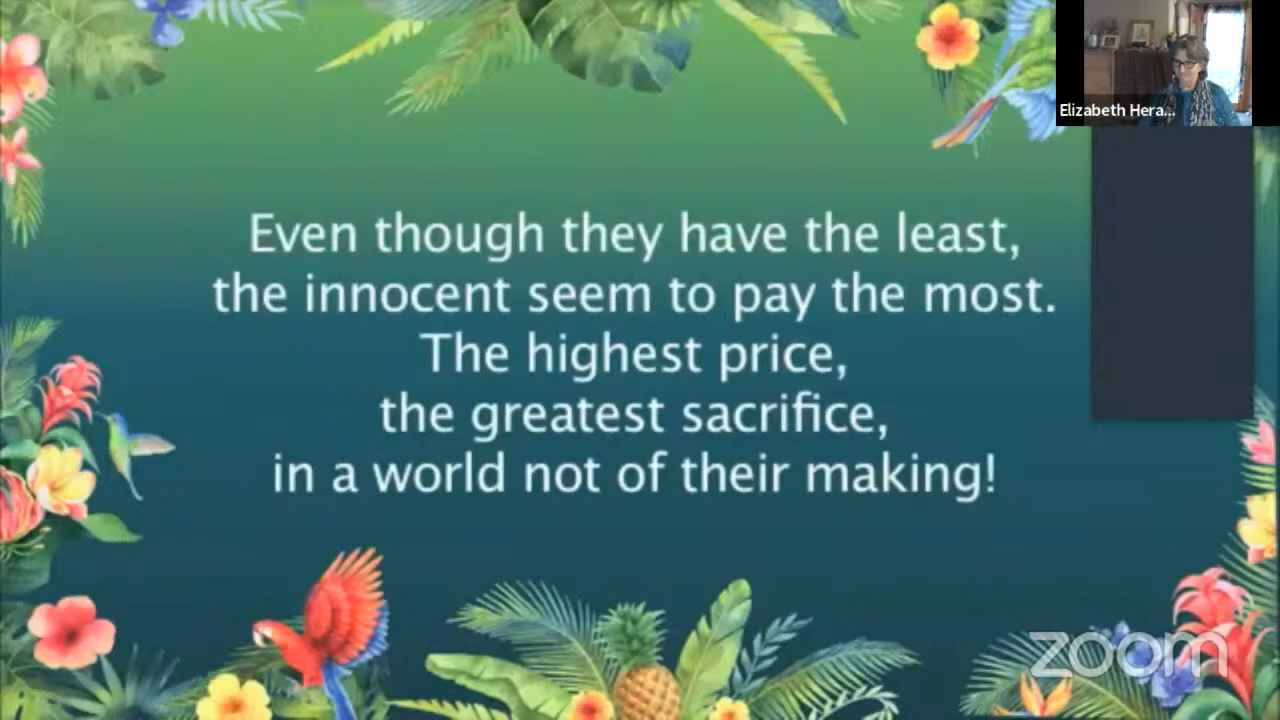 Elizabeth Hera...
Even though they have the least,
the innocent seem to pay the most.
The highest price,
the greatest sacrifice,
in a world not of their making!
zoom